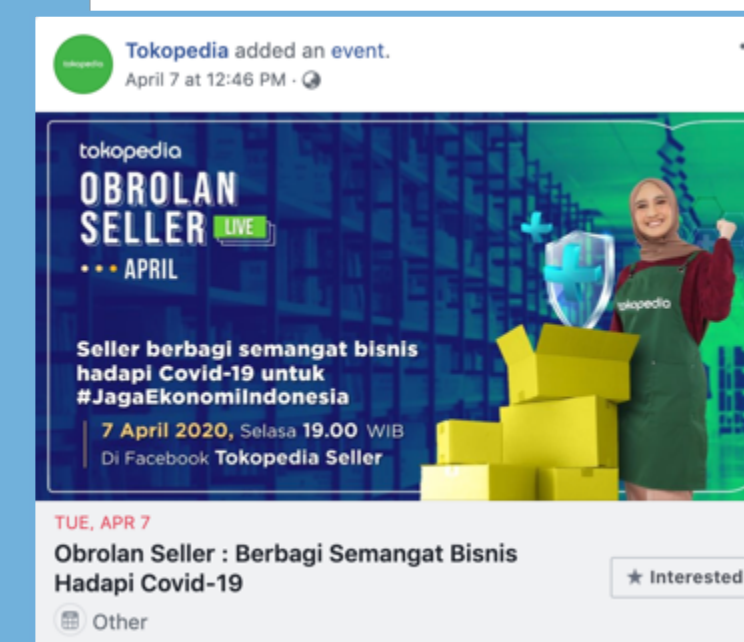 Tokopedia added an event.
April 7 at 12:46 PM ·
tokopedia
tokopedia
OBROLAN
SELLER LIVE
APRIL
tokopedia
Seller berbagi semangat bisnis
hadapi Covid-19 untuk
#JagaEkonomiIndonesia
7 April 2020, Selasa 19.00 WIB
Di Facebook Tokopedia Seller
TUE, APR 7
Obrolan Seller : Berbagi Semangat Bisnis
Hadapi Covid-19
Interested
Other